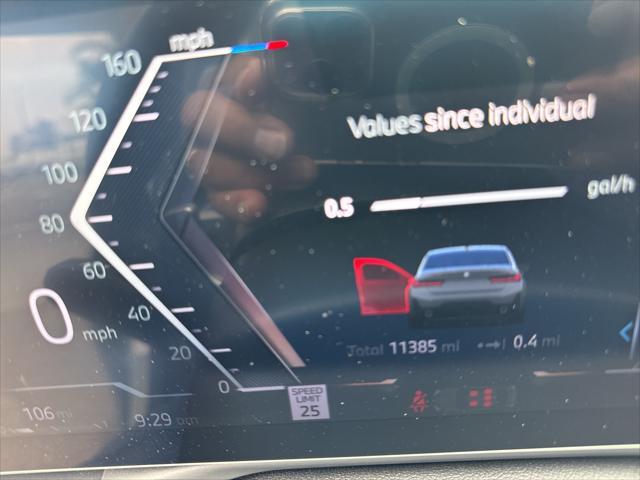 mph
160
120
100
80
60
40
20
0
0 mph
Values since individual
0.5 gal/h
Total 11385 mi 0.4 mi
SPEED
LIMIT
25
106 mi
9:29